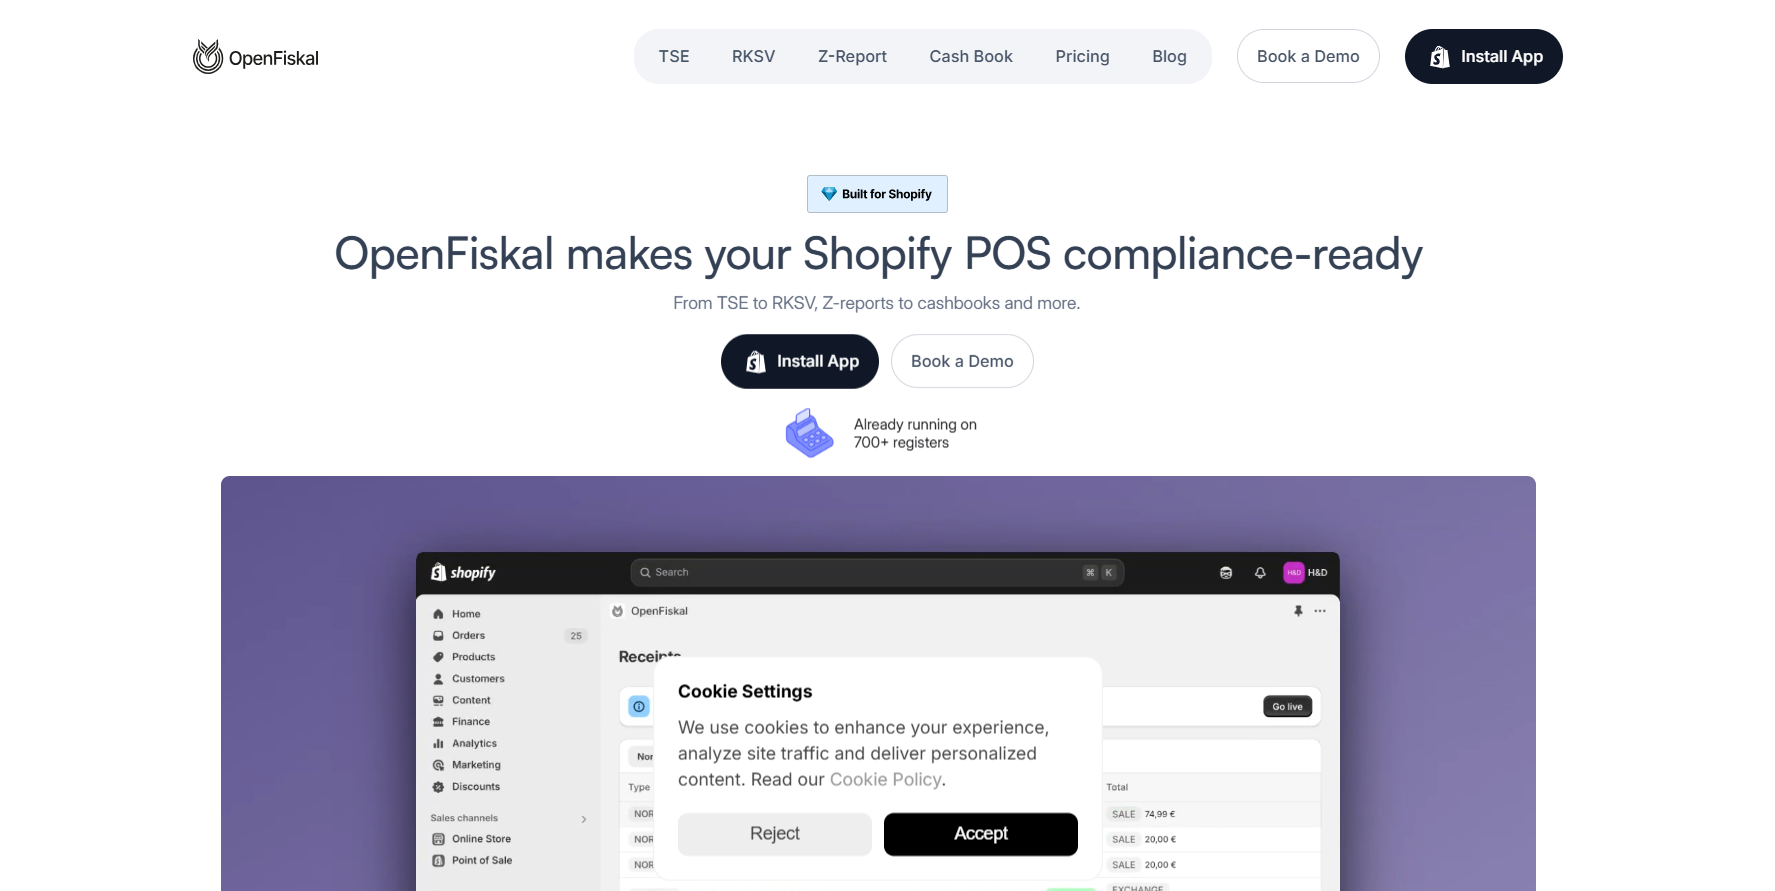 OpenFiskal
TSE
RKSV
Z-Report
Cash Book
Pricing
Blog
Book a Demo
Install App
Built for Shopify
OpenFiskal makes your Shopify POS compliance-ready
From TSE to RKSV, Z-reports to cashbooks and more.
Install App
Book a Demo
Already running on
700+ registers
shopify
Search
⌘ K
H&D
H&D
Home
Orders
25
Products
Customers
Content
Finance
Analytics
Marketing
Discounts
Sales channels
Online Store
Point of Sale
OpenFiskal
Receipts
Go live
Nor
Type
Total
NOR
SALE 74,99 €
NOR
SALE 20,00 €
NOR
SALE 20,00 €
EXCHANGE
Cookie Settings
We use cookies to enhance your experience,
analyze site traffic and deliver personalized
content. Read our Cookie Policy.
Reject
Accept